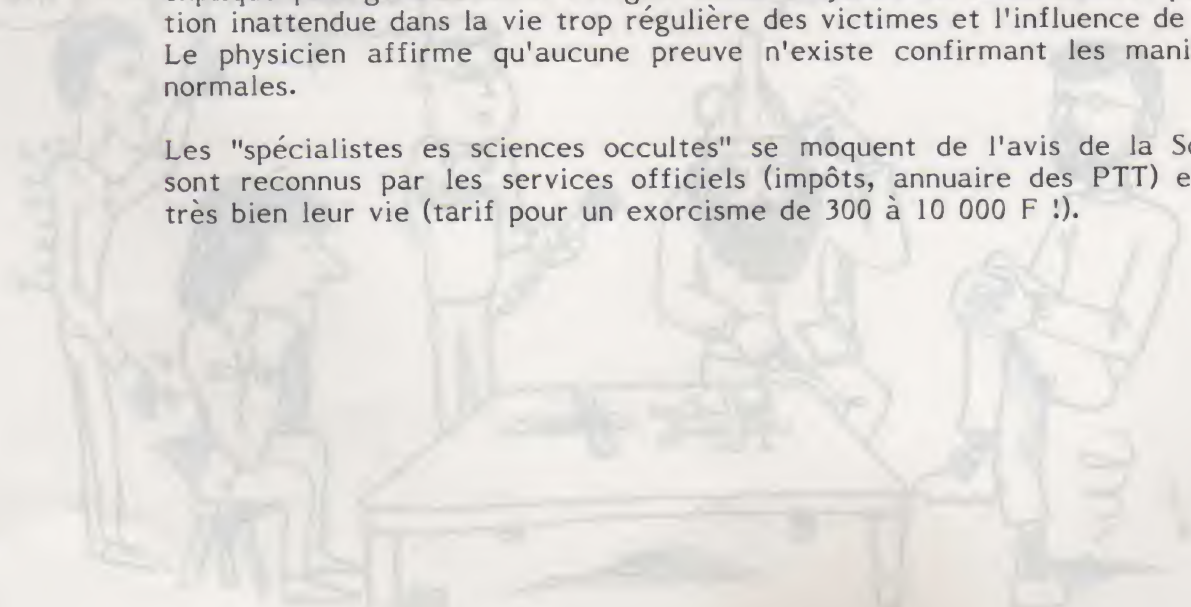 tion inattendue dans la vie trop régulière des victimes et l'influence de
Le physicien affirme qu'aucune preuve n'existe confirmant les mani
normales.
Les "spécialistes es sciences occultes" se moquent de l'avis de la
sont reconnus par les services officiels (impôts, annuaire des PTT)
très bien leur vie (tarif pour un exorcisme de 300 à 10 000 F !).